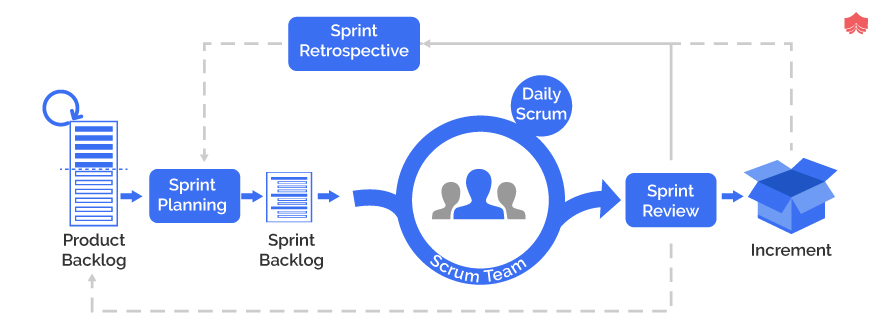 Sprint
Retrospective
Daily
Scrum
Sprint
Planning
Sprint
Review
Product
Backlog
Sprint
Backlog
Scrum Team
Increment